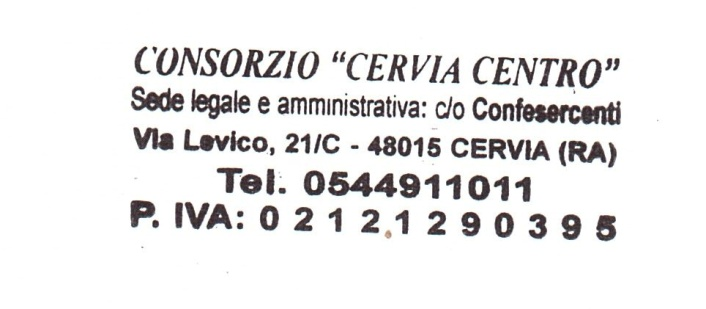 CONSORZIO "CERVIA CENTRO"
Sede legale e amministrativa: c/o Confesercenti
Via Levico, 21/C - 48015 CERVIA (RA)
Tel. 0544911011
P. IVA: 0 2 1 2 1 2 9 0 3 9 5